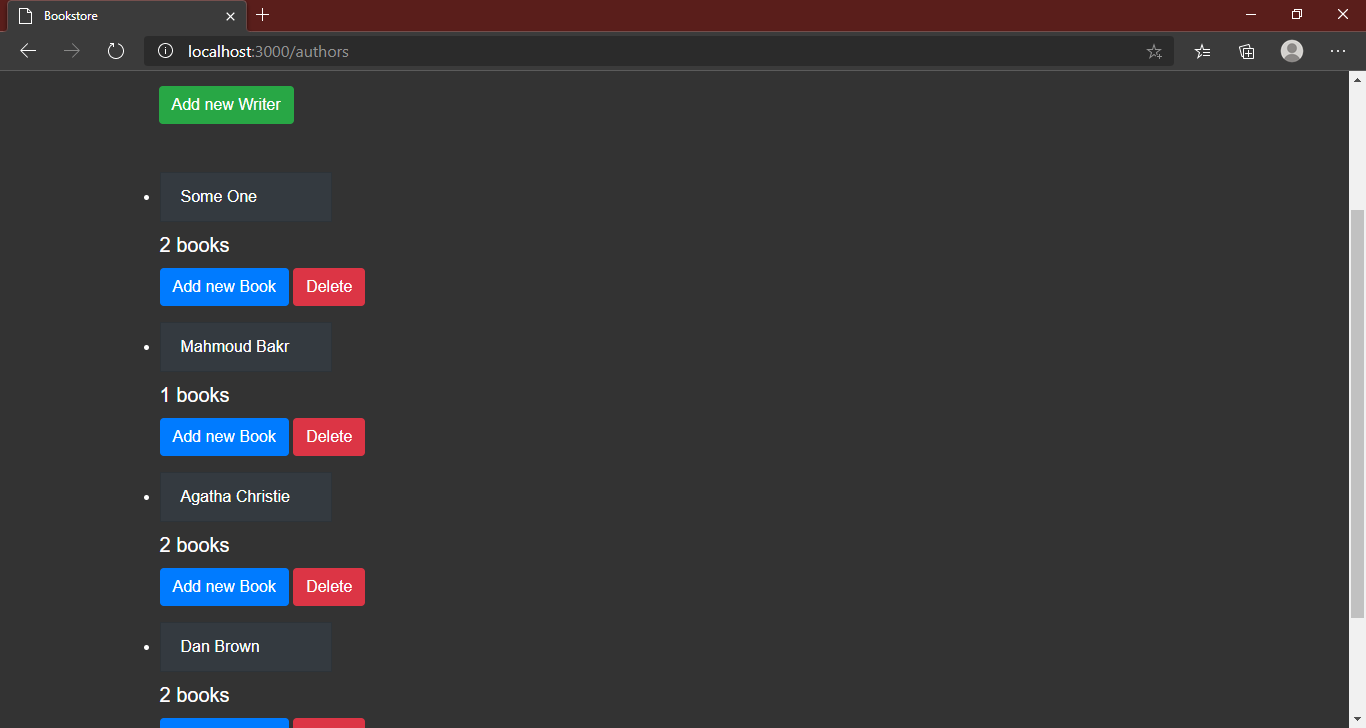 Bookstore
localhost:3000/authors
Add new Writer
Some One
2 books
Add new Book Delete
Mahmoud Bakr
1 books
Add new Book Delete
Agatha Christie
2 books
Add new Book Delete
Dan Brown
2 books